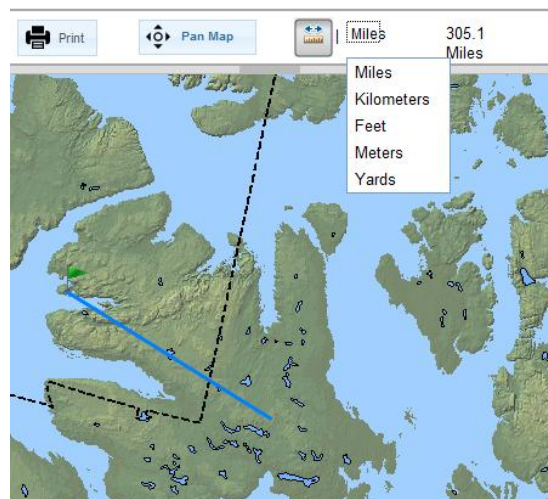 Print
Pan Map
Miles
305.1
Miles
Miles
Kilometers
Feet
Meters
Yards